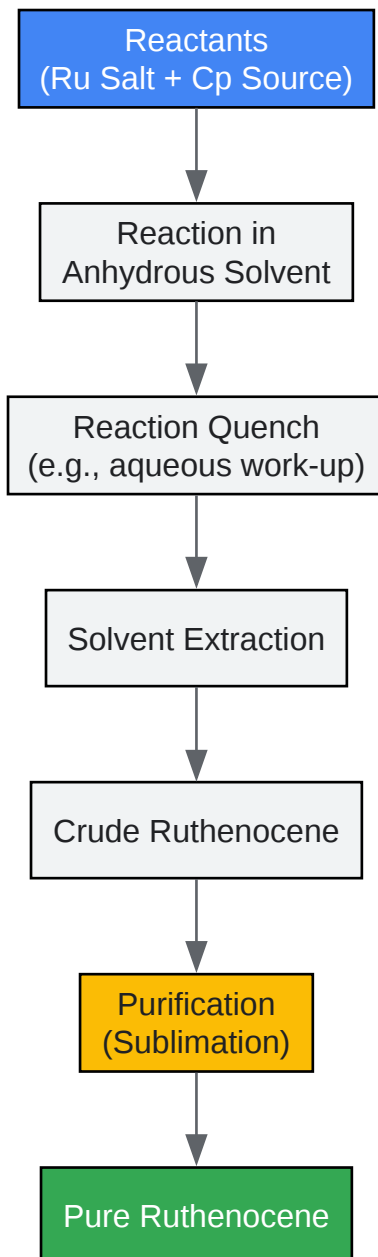 Reactants
(Ru Salt + Cp Source)
Reaction in
Anhydrous Solvent
Reaction Quench
(e.g., aqueous work-up)
Solvent Extraction
Crude Ruthenocene
Purification
(Sublimation)
Pure Ruthenocene